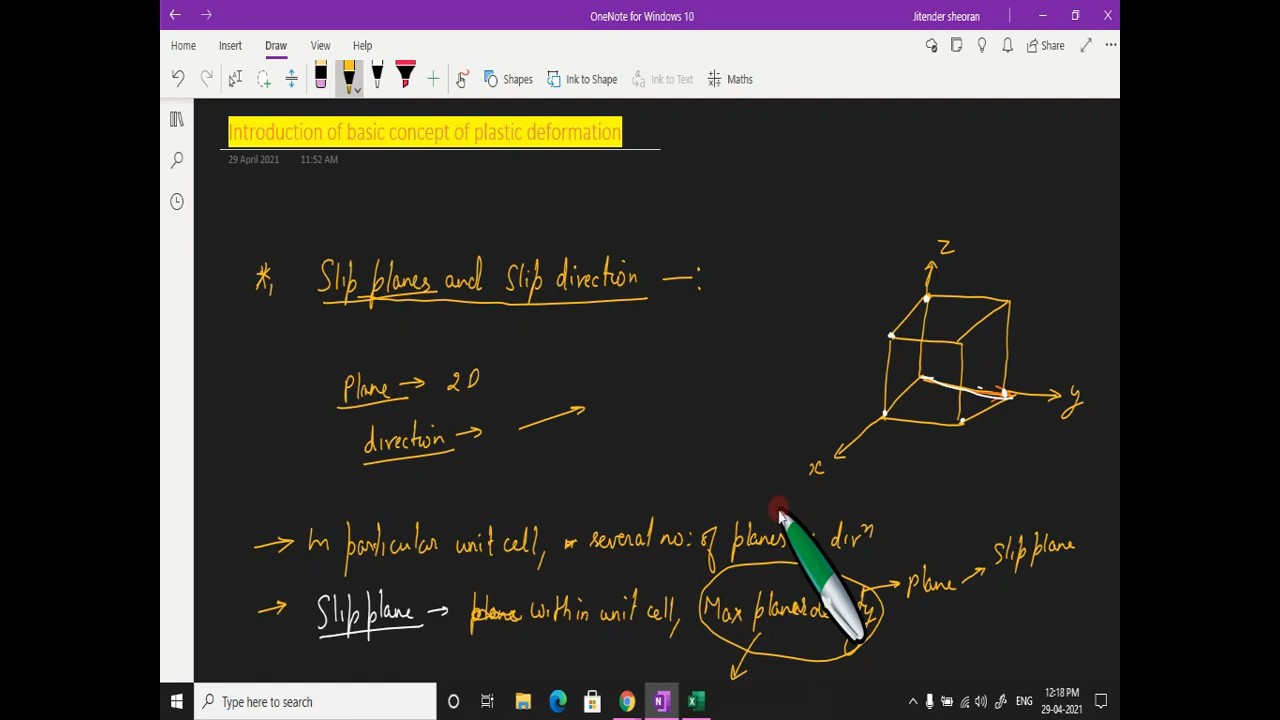 OneNote for Windows 10
Jitender sheoran
Home Insert Draw View Help
Share
Shapes Ink to Shape Ink to Text Maths
Introduction of basic concept of plastic deformation
29 April 2021 11:52 AM
*, Slip planes and Slip direction —:
z
y
x
Plane → 2D
direction →
→ In particular unit cell, several no: of planes dirⁿ
→ Slip plane → within unit cell, Max planar → plane → Slip plane
Type here to search
ENG
12:18 PM
29-04-2021